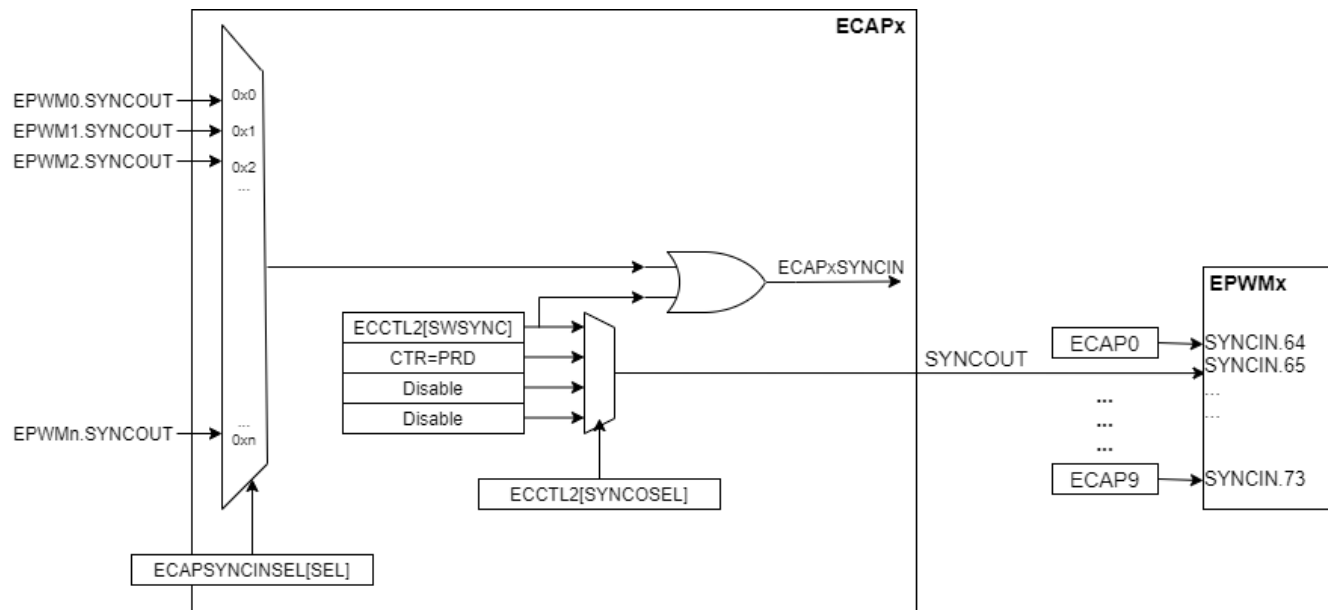 ECAPx
EPWM0.SYNCOUT
0x0
EPWM1.SYNCOUT
0x1
EPWM2.SYNCOUT
0x2
...
ECAPxSYNCIN
EPWMx
ECCTL2[SWSYNC]
CTR=PRD
Disable
Disable
SYNCOUT
ECAP0
SYNCIN.64
SYNCIN.65
...
...
...
...
...
EPWMn.SYNCOUT
...
0xn
ECAP9
SYNCIN.73
ECCTL2[SYNCOSEL]
ECAPSYNCINSEL[SEL]